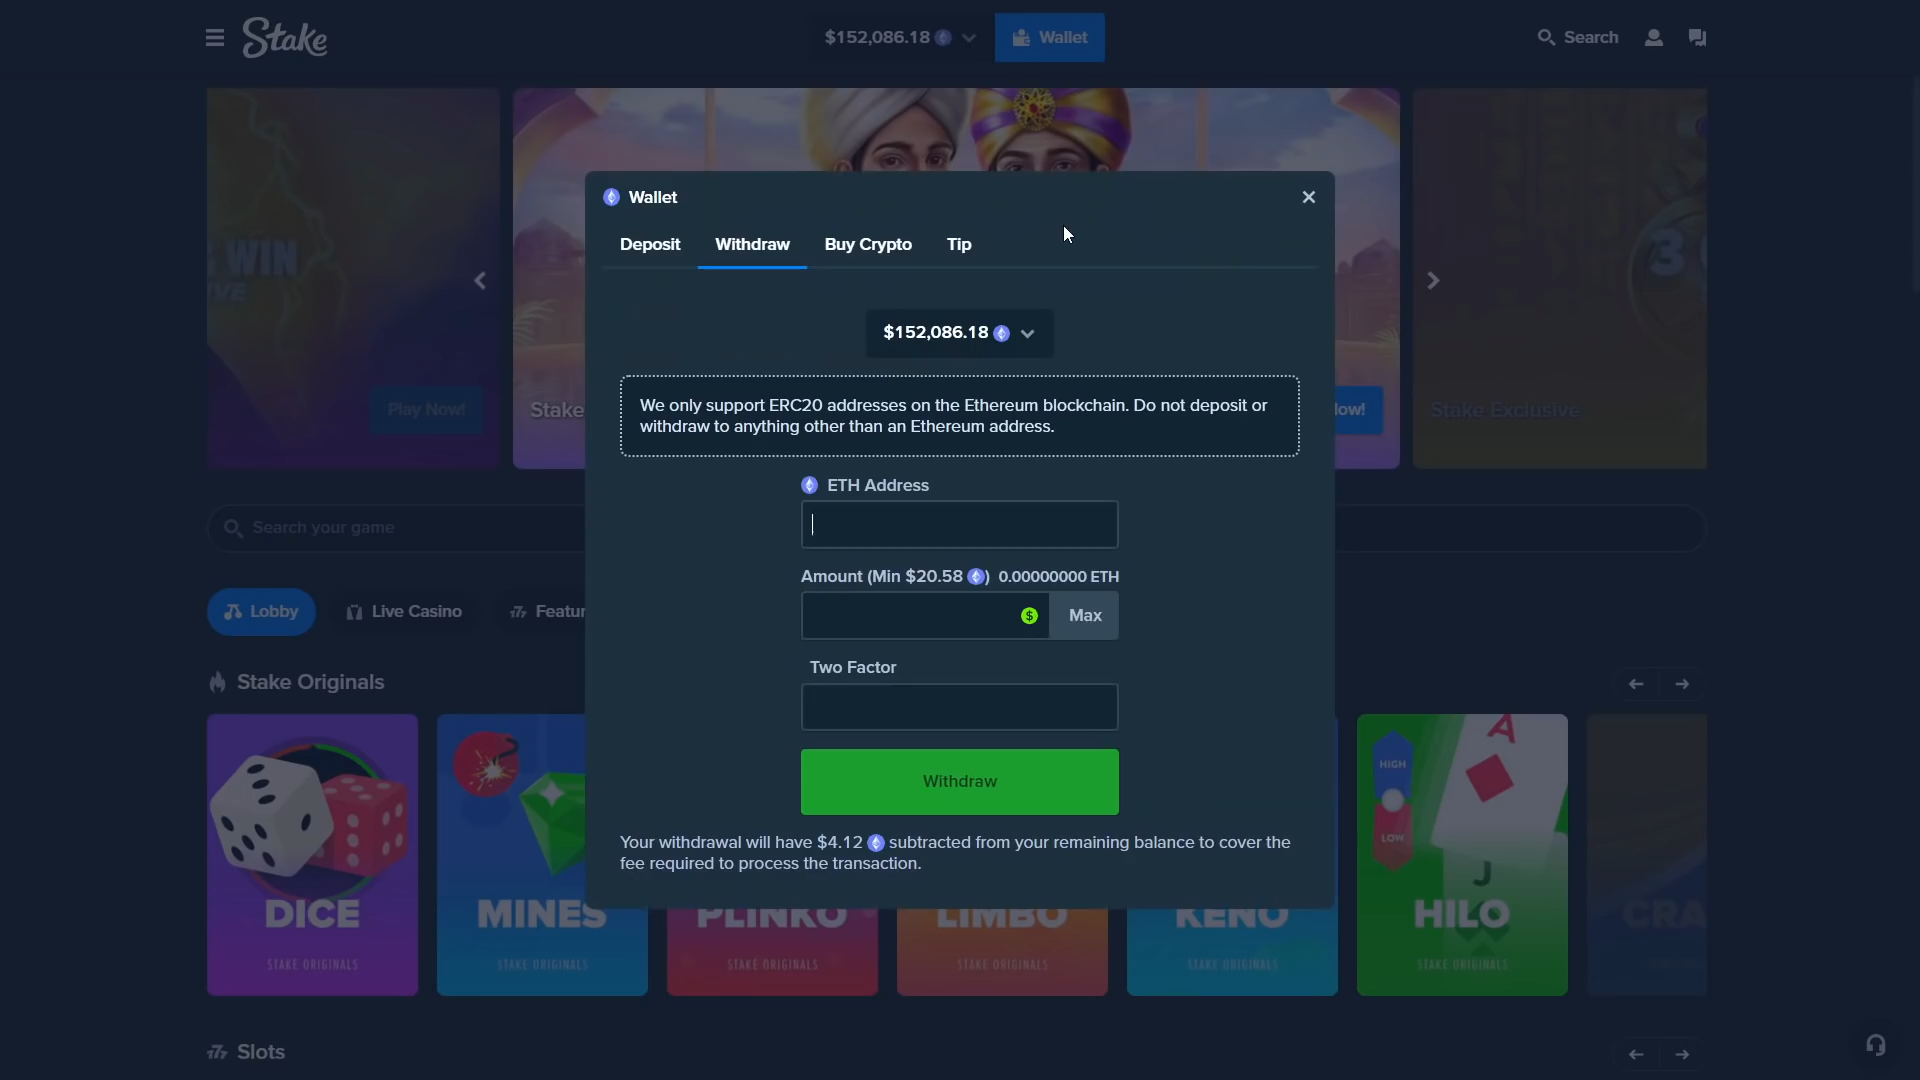 Stake
$152,086.18
Wallet
Search
& WIN
Play Now!
Stake
Stake Exclusive
Wallet
Deposit
Withdraw
Buy Crypto
Tip
$152,086.18
We only support ERC20 addresses on the Ethereum blockchain. Do not deposit or
withdraw to anything other than an Ethereum address.
ETH Address
Search your game
Amount (Min $20.58 ) 0.00000000 ETH
$
Max
Lobby
Live Casino
Two Factor
Stake Originals
Withdraw
Your withdrawal will have $4.12 subtracted from your remaining balance to cover the
fee required to process the transaction.
DICE
STAKE ORIGINALS
MINES
STAKE ORIGINALS
PLINKO
STAKE ORIGINALS
LIMBO
STAKE ORIGINALS
KENO
STAKE ORIGINALS
HIGH
LOW
A
J
HILO
STAKE ORIGINALS
Slots